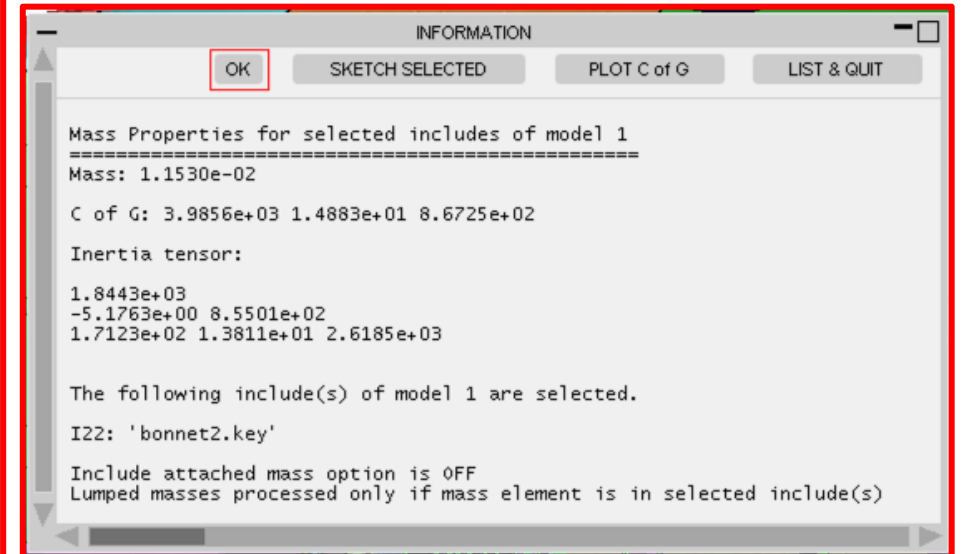 INFORMATION
OK SKETCH SELECTED PLOT C of G LIST & QUIT
Mass Properties for selected includes of model 1
=================================================
Mass: 1.1530e-02
C of G: 3.9856e+03 1.4883e+01 8.6725e+02
Inertia tensor:
1.8443e+03
-5.1763e+00 8.5501e+02
1.7123e+02 1.3811e+01 2.6185e+03
The following include(s) of model 1 are selected.
I22: 'bonnet2.key'
Include attached mass option is OFF
Lumped masses processed only if mass element is in selected include(s)